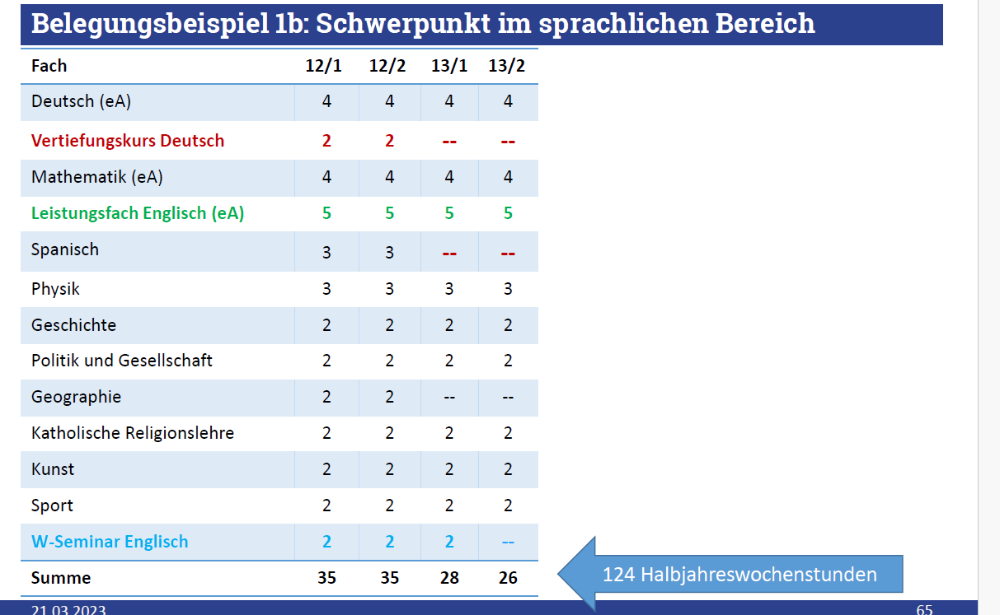 Belegungsbeispiel 1b: Schwerpunkt im sprachlichen Bereich
Fach 12/1 12/2 13/1 13/2
Deutsch (eA) 4 4 4 4
Vertiefungskurs Deutsch 2 2 -- --
Mathematik (eA) 4 4 4 4
Leistungsfach Englisch (eA) 5 5 5 5
Spanisch 3 3 -- --
Physik 3 3 3 3
Geschichte 2 2 2 2
Politik und Gesellschaft 2 2 2 2
Geographie 2 2 -- --
Katholische Religionslehre 2 2 2 2
Kunst 2 2 2 2
Sport 2 2 2 2
W-Seminar Englisch 2 2 2 --
Summe 35 35 28 26
124 Halbjahreswochenstunden
21.03.2023 65